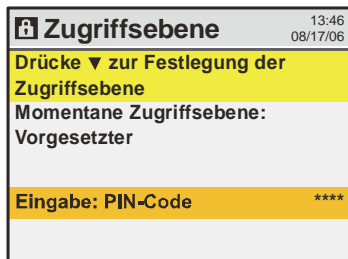 Zugriffsebene 13:46
08/17/06
Drücke ▼ zur Festlegung der
Zugriffsebene
Momentane Zugriffsebene:
Vorgesetzter
Eingabe: PIN-Code ****